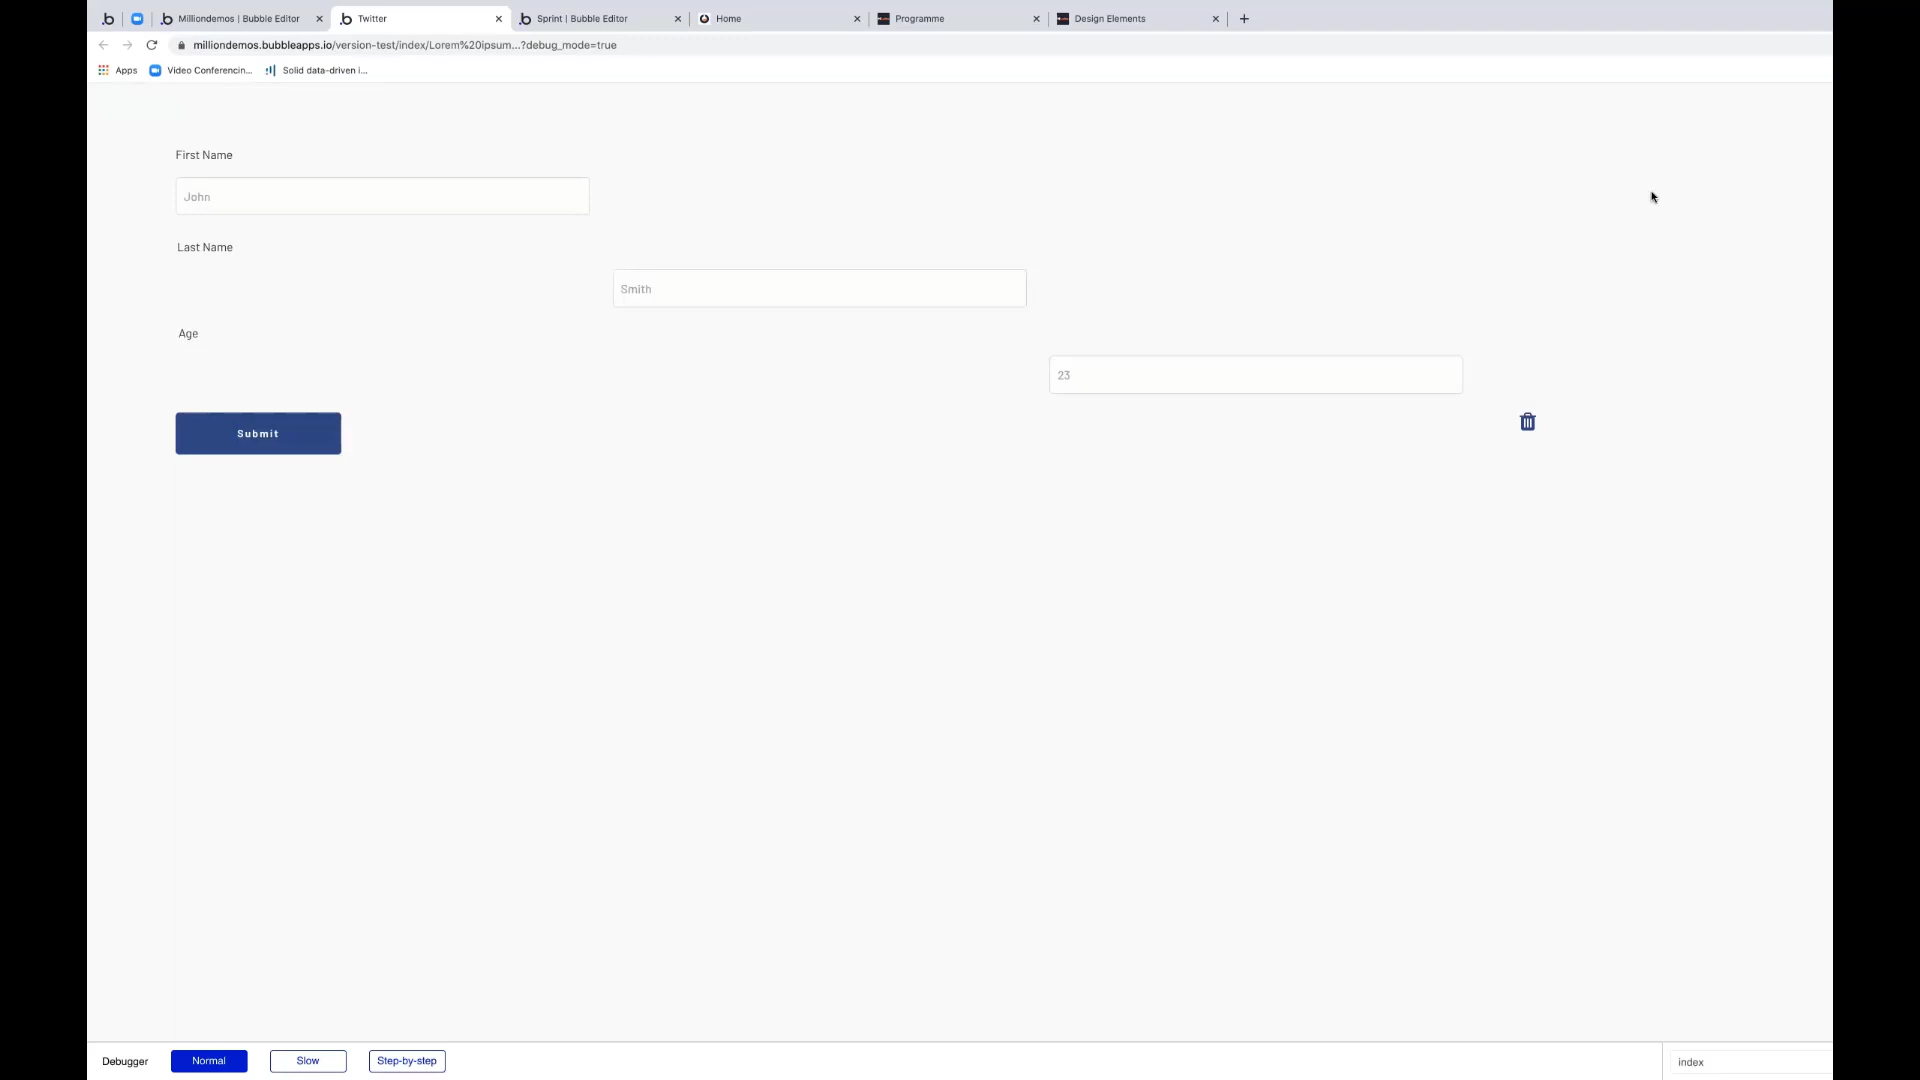 Milliondemos | Bubble Editor
Twitter
Sprint | Bubble Editor
Home
Programme
Design Elements
milliondemos.bubbleapps.io/version-test/index/Lorem%20ipsum...?debug_mode=true
Apps
Video Conferencin...
Solid data-driven i...
First Name
John
Last Name
Smith
Age
23
Submit
Debugger
Normal
Slow
Step-by-step
index